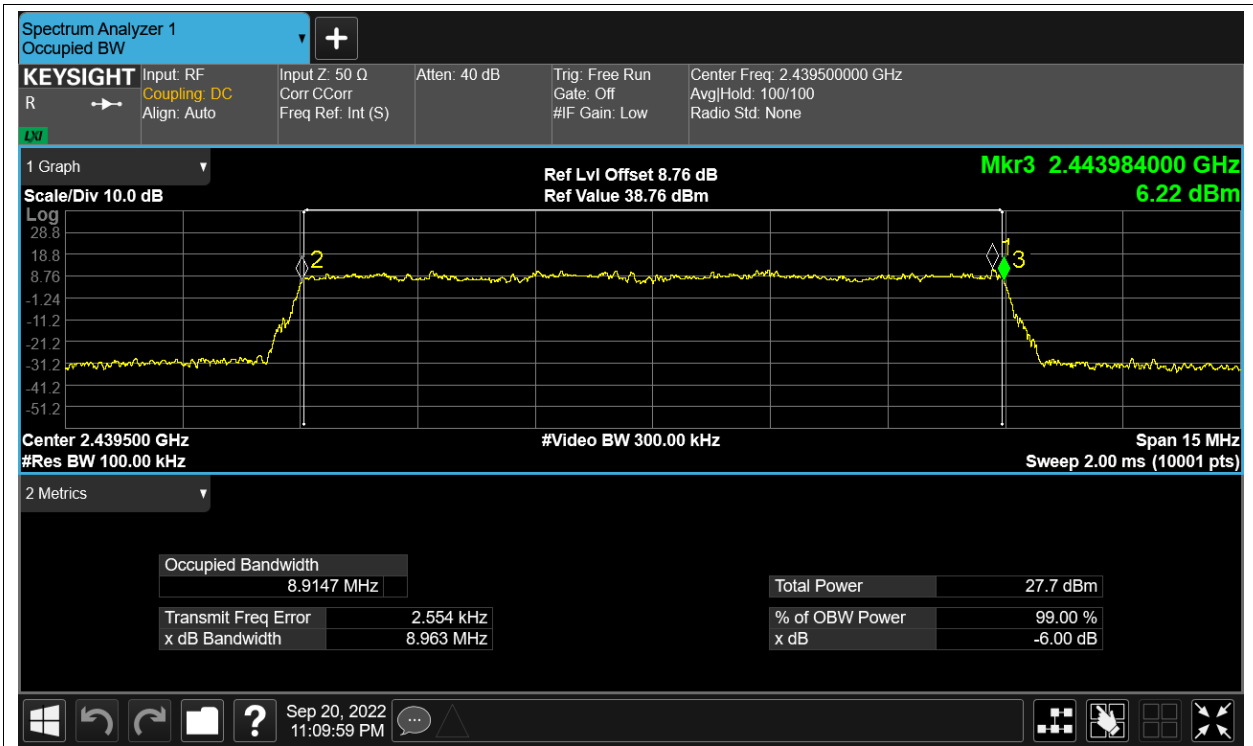 Spectrum Analyzer 1
Occupied BW
KEYSIGHT
R
LXI
Input: RF
Coupling: DC
Align: Auto
Input Z: 50 Ω
Corr CCorr
Freq Ref: Int (S)
Atten: 40 dB
Trig: Free Run
Gate: Off
#IF Gain: Low
Center Freq: 2.439500000 GHz
Avg|Hold: 100/100
Radio Std: None
1 Graph
Scale/Div 10.0 dB
Ref Lvl Offset 8.76 dB
Ref Value 38.76 dBm
Mkr3 2.443984000 GHz
6.22 dBm
Log
28.8
18.8
8.76
-1.24
-11.2
-21.2
-31.2
-41.2
-51.2
2
1
3
Center 2.439500 GHz
#Res BW 100.00 kHz
#Video BW 300.00 kHz
Span 15 MHz
Sweep 2.00 ms (10001 pts)
2 Metrics
Occupied Bandwidth
8.9147 MHz
Transmit Freq Error 2.554 kHz
x dB Bandwidth 8.963 MHz
Total Power 27.7 dBm
% of OBW Power 99.00 %
x dB -6.00 dB
?
Sep 20, 2022
11:09:59 PM